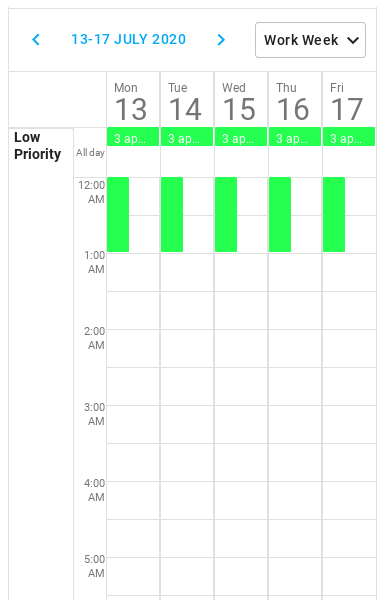 13-17 JULY 2020
Work Week
Mon Tue Wed Thu Fri
13 14 15 16 17
Low Priority
All day
3 ap... 3 ap... 3 ap... 3 ap... 3 ap...
12:00 AM
1:00 AM
2:00 AM
3:00 AM
4:00 AM
5:00 AM